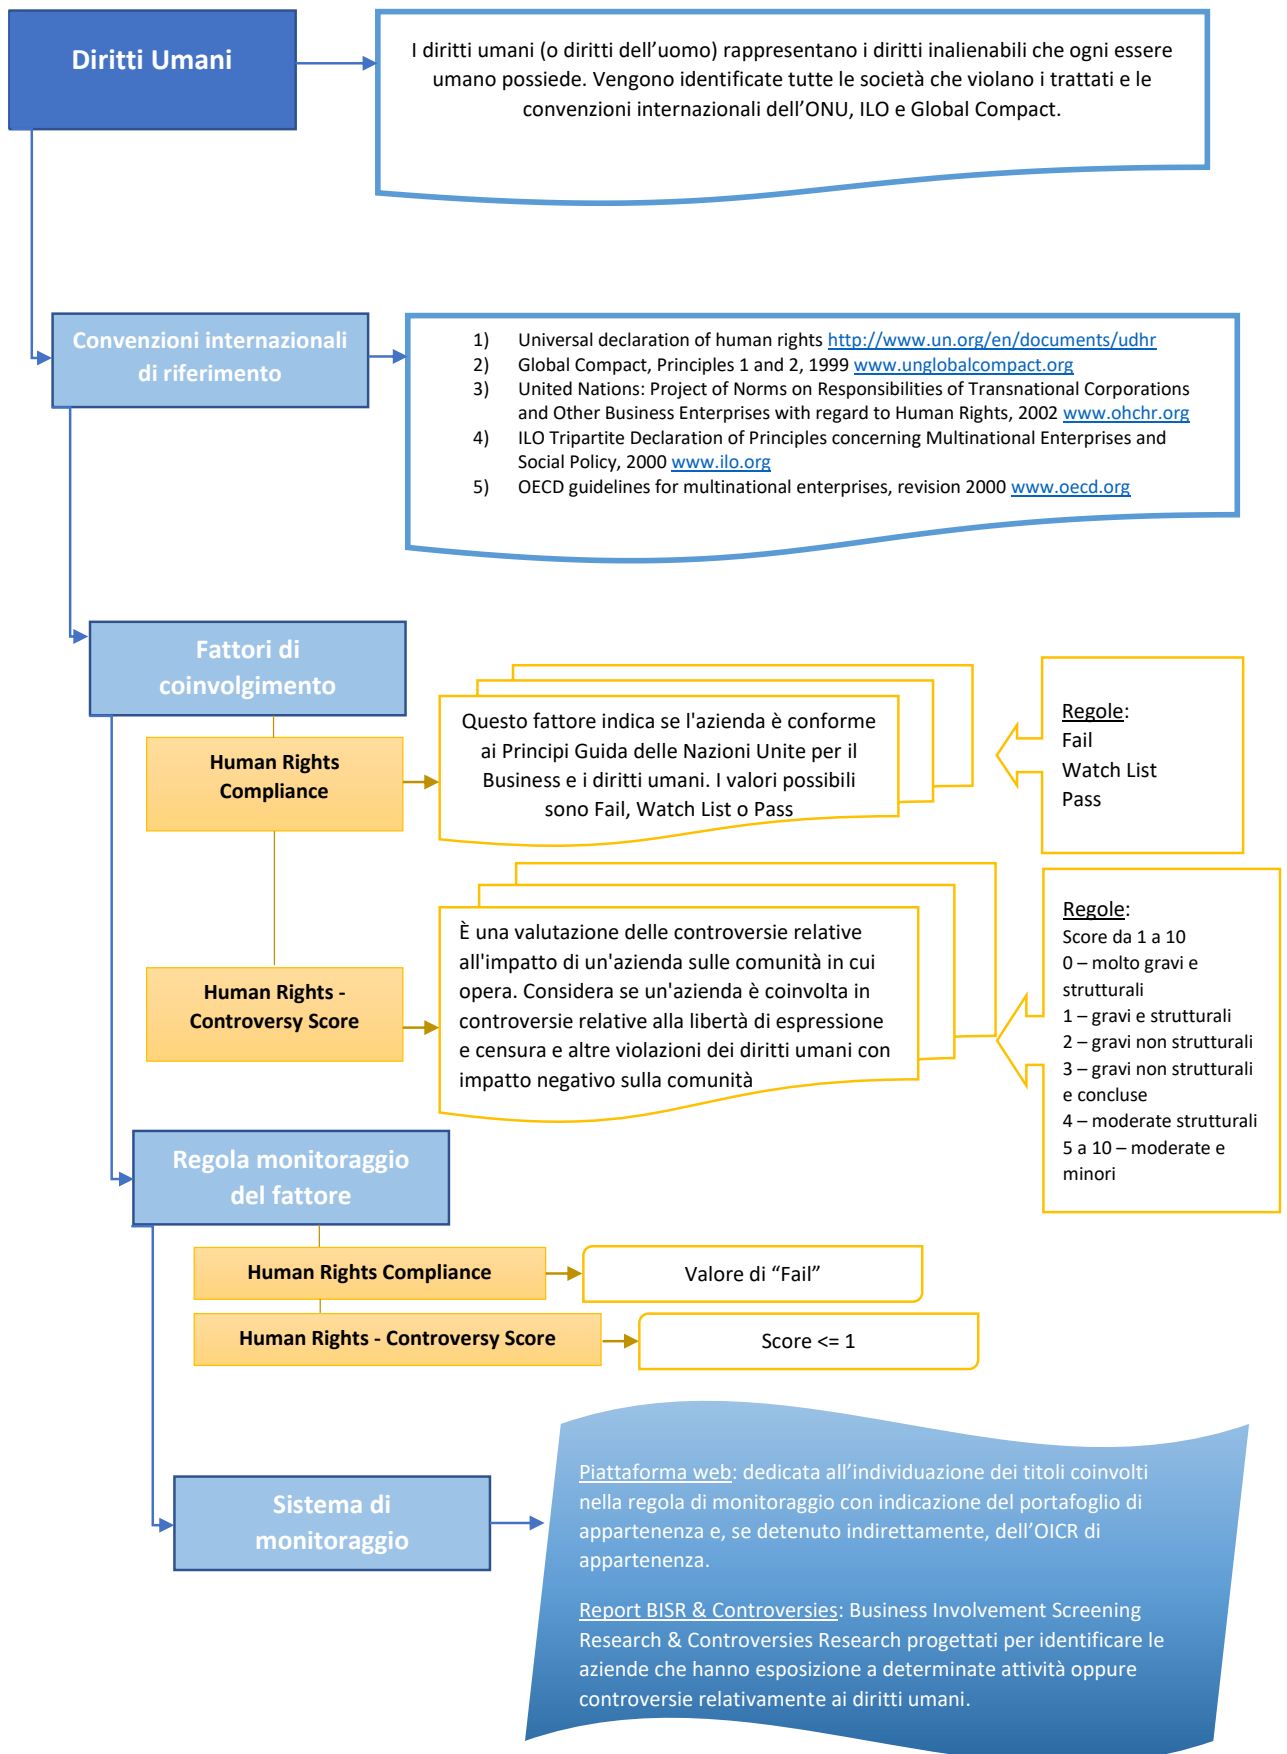 Diritti Umani
I diritti umani (o diritti dell’uomo) rappresentano i diritti inalienabili che ogni essere
umano possiede. Vengono identificate tutte le società che violano i trattati e le
convenzioni internazionali dell’ONU, ILO e Global Compact.
Convenzioni internazionali
di riferimento
1) Universal declaration of human rights http://www.un.org/en/documents/udhr
2) Global Compact, Principles 1 and 2, 1999 www.unglobalcompact.org
3) United Nations: Project of Norms on Responsibilities of Transnational Corporations
and Other Business Enterprises with regard to Human Rights, 2002 www.ohchr.org
4) ILO Tripartite Declaration of Principles concerning Multinational Enterprises and
Social Policy, 2000 www.ilo.org
5) OECD guidelines for multinational enterprises, revision 2000 www.oecd.org
Fattori di
coinvolgimento
Human Rights
Compliance
Questo fattore indica se l'azienda è conforme
ai Principi Guida delle Nazioni Unite per il
Business e i diritti umani. I valori possibili
sono Fail, Watch List o Pass
Regole:
Fail
Watch List
Pass
Human Rights -
Controversy Score
È una valutazione delle controversie relative
all'impatto di un'azienda sulle comunità in cui
opera. Considera se un'azienda è coinvolta in
controversie relative alla libertà di espressione
e censura e altre violazioni dei diritti umani con
impatto negativo sulla comunità
Regole:
Score da 1 a 10
0 – molto gravi e
strutturali
1 – gravi e strutturali
2 – gravi non strutturali
3 – gravi non strutturali
e concluse
4 – moderate strutturali
5 a 10 – moderate e
minori
Regola monitoraggio
del fattore
Human Rights Compliance
Valore di “Fail”
Human Rights - Controversy Score
Score <= 1
Sistema di
monitoraggio
Piattaforma web: dedicata all’individuazione dei titoli coinvolti
nella regola di monitoraggio con indicazione del portafoglio di
appartenenza e, se detenuto indirettamente, dell’OICR di
appartenenza.
Report BISR & Controversies: Business Involvement Screening
Research & Controversies Research progettati per identificare le
aziende che hanno esposizione a determinate attività oppure
controversie relativamente ai diritti umani.